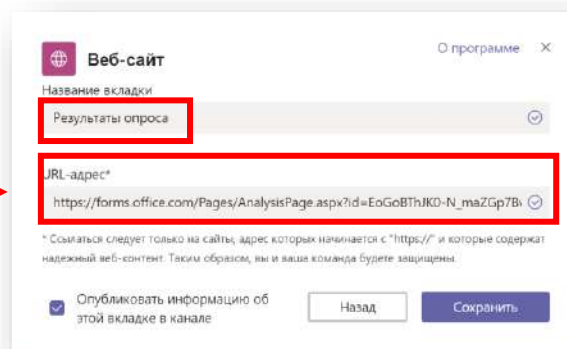 Веб-сайт
О программе
Название вкладки
Результаты опроса
URL-адрес*
https://forms.office.com/Pages/AnalysisPage.aspx?id=EoGoBThJK0-N_maZGp7B
* Ссылаться следует только на сайты, адрес которых начинается с "https://" и которые содержат
надежный веб-контент. Таким образом, вы и ваша команда будете защищены.
Опубликовать информацию об
этой вкладке в канале
Назад
Сохранить